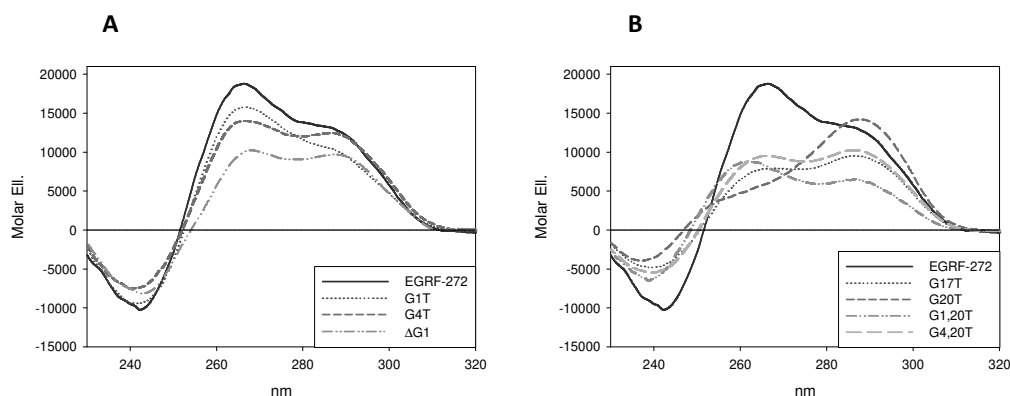 A
20000
15000
10000
5000
0
-5000
-10000
-15000
Molar Ell.
240 260 280 300 320
nm
EGRF-272
G1T
G4T
ΔG1
B
20000
15000
10000
5000
0
-5000
-10000
-15000
Molar Ell.
240 260 280 300 320
nm
EGRF-272
G17T
G20T
G1,20T
G4,20T